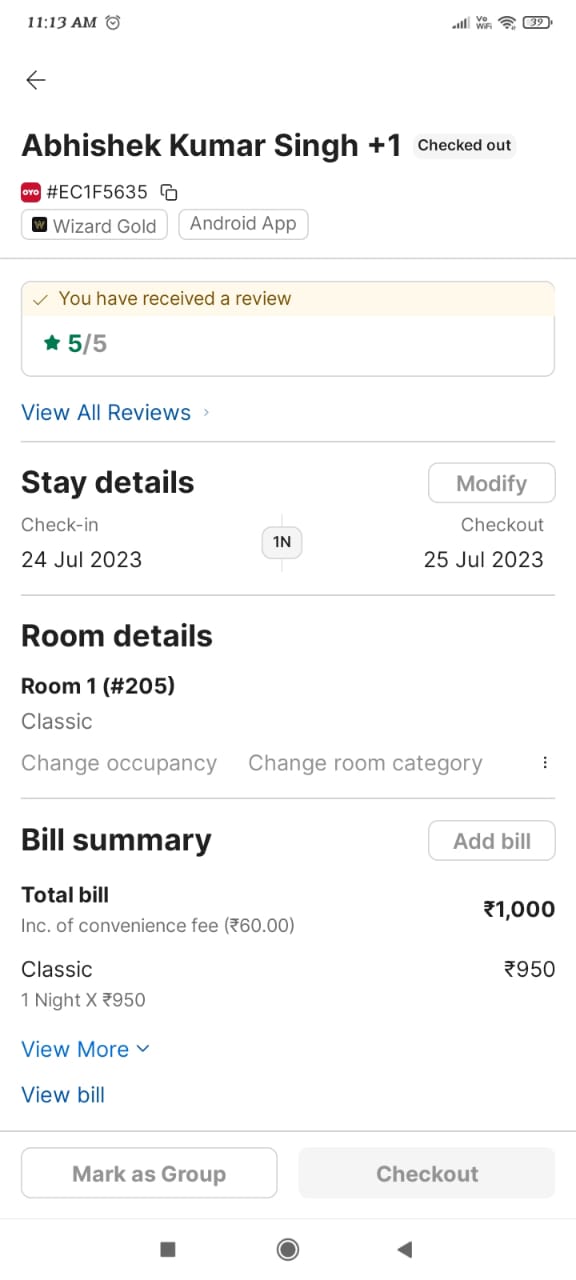 11:13 AM
Vo WiFi 39
Abhishek Kumar Singh +1 Checked out
OYO #EC1F5635
W Wizard Gold Android App
You have received a review
5/5
View All Reviews
Stay details Modify
Check-in Checkout
1N
24 Jul 2023 25 Jul 2023
Room details
Room 1 (#205)
Classic
Change occupancy Change room category
Bill summary Add bill
Total bill ₹1,000
Inc. of convenience fee (₹60.00)
Classic ₹950
1 Night X ₹950
View More
View bill
Mark as Group Checkout